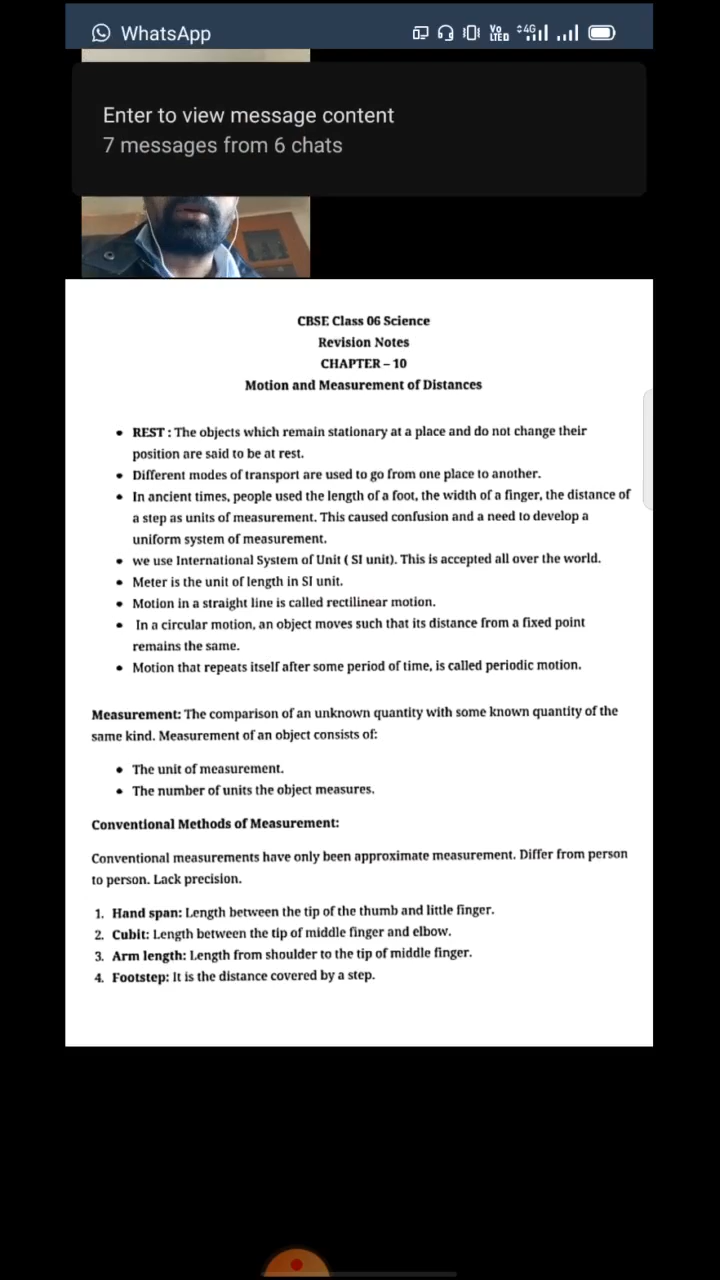 WhatsApp
Vo LTED 4G
Enter to view message content
7 messages from 6 chats
CBSE Class 06 Science
Revision Notes
CHAPTER – 10
Motion and Measurement of Distances
• REST : The objects which remain stationary at a place and do not change their
position are said to be at rest.
• Different modes of transport are used to go from one place to another.
• In ancient times, people used the length of a foot, the width of a finger, the distance of
a step as units of measurement. This caused confusion and a need to develop a
uniform system of measurement.
• we use International System of Unit ( SI unit). This is accepted all over the world.
• Meter is the unit of length in SI unit.
• Motion in a straight line is called rectilinear motion.
• In a circular motion, an object moves such that its distance from a fixed point
remains the same.
• Motion that repeats itself after some period of time, is called periodic motion.
Measurement: The comparison of an unknown quantity with some known quantity of the
same kind. Measurement of an object consists of:
• The unit of measurement.
• The number of units the object measures.
Conventional Methods of Measurement:
Conventional measurements have only been approximate measurement. Differ from person
to person. Lack precision.
1. Hand span: Length between the tip of the thumb and little finger.
2. Cubit: Length between the tip of middle finger and elbow.
3. Arm length: Length from shoulder to the tip of middle finger.
4. Footstep: It is the distance covered by a step.